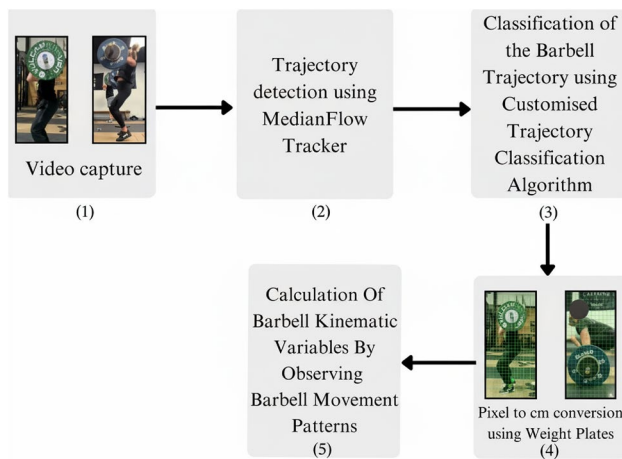 Video capture
(1)
Trajectory
detection using
MedianFlow
Tracker
(2)
Classification of
the Barbell
Trajectory using
Customised
Trajectory
Classification
Algorithm
(3)
Pixel to cm conversion
using Weight Plates
(4)
Calculation Of
Barbell Kinematic
Variables By
Observing
Barbell Movement
Patterns
(5)